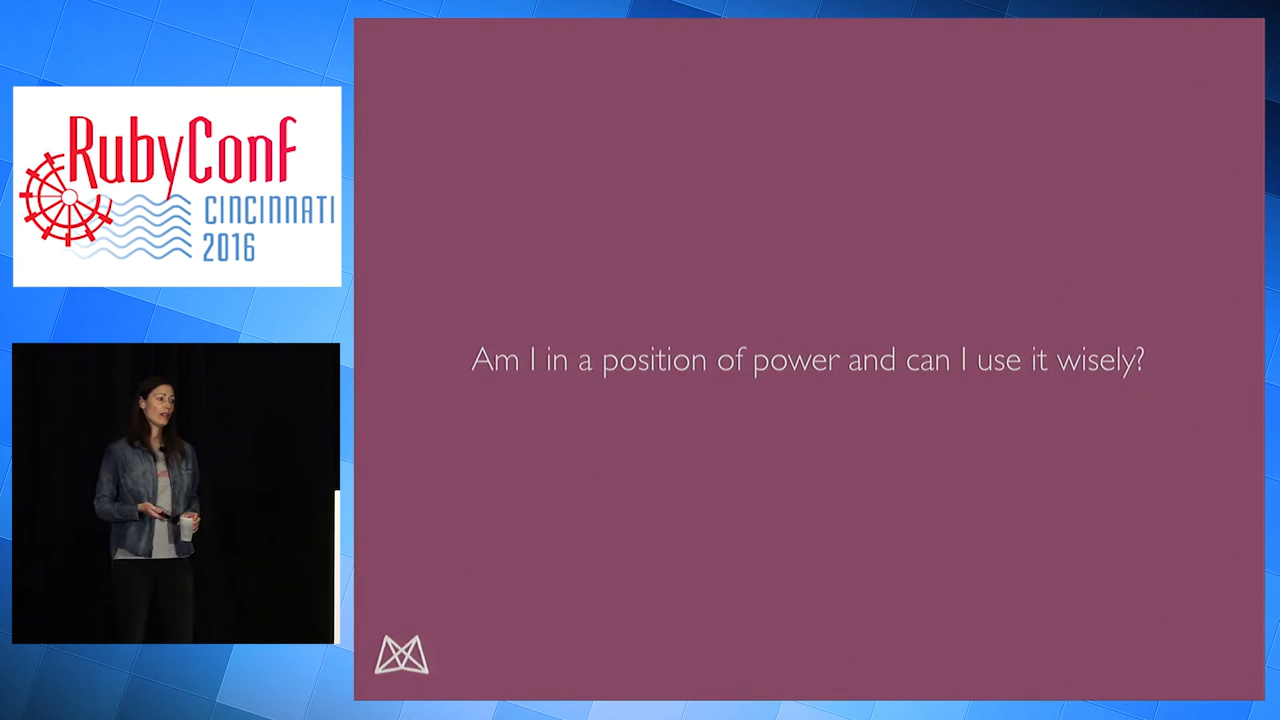 RubyConf
CINCINNATI
2016
Am I in a position of power and can I use it wisely?